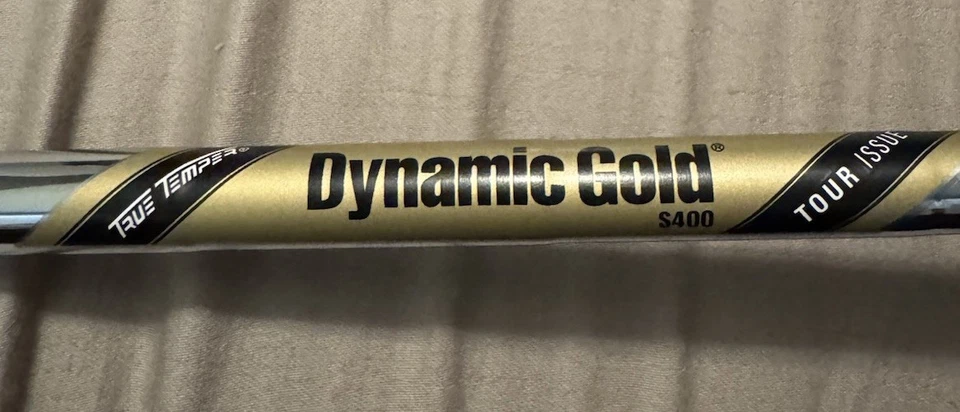 TRUE TEMPER®
Dynamic Gold®
S400
TOUR ISSUE